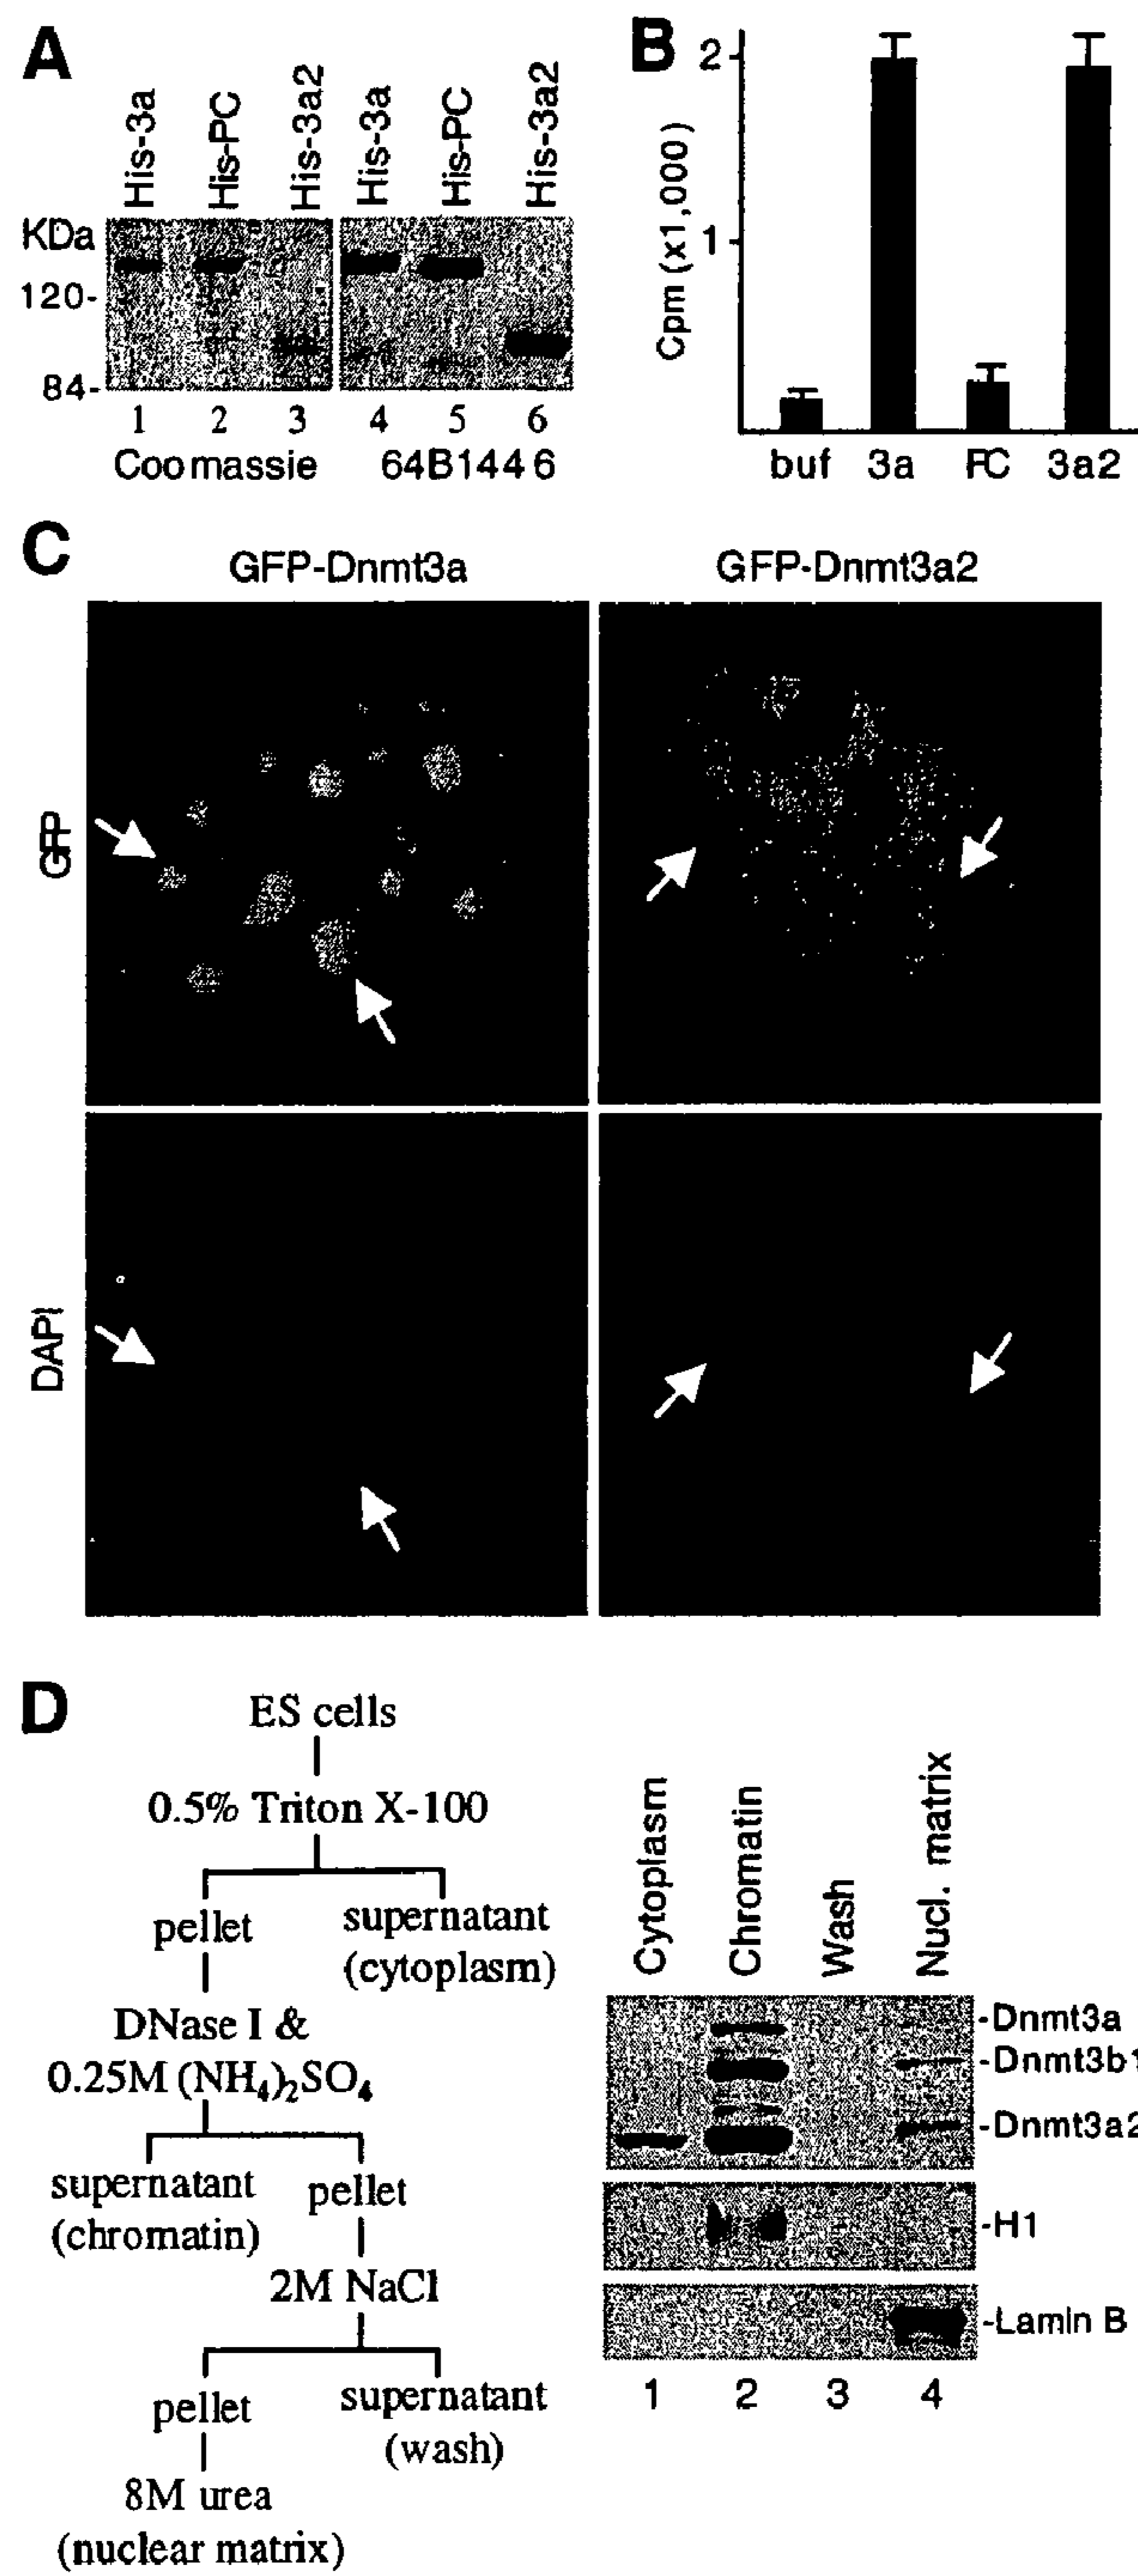 A
His-3a
His-PC
His-3a2
His-3a
His-PC
His-3a2
KDa
120-
84-
1 2 3 4 5 6
Coomassie 64B1446
B
Cpm (x1,000)
2
1
buf 3a PC 3a2
C
GFP-Dnmt3a GFP-Dnmt3a2
GFP
DAPI
D
ES cells
0.5% Triton X-100
pellet
supernatant
(cytoplasm)
DNase I &
0.25M (NH4)2SO4
supernatant
(chromatin)
pellet
2M NaCl
pellet
supernatant
(wash)
8M urea
(nuclear matrix)
Cytoplasm
Chromatin
Wash
Nucl. matrix
-Dnmt3a
-Dnmt3b1
-Dnmt3a2
-H1
-Lamin B
1 2 3 4